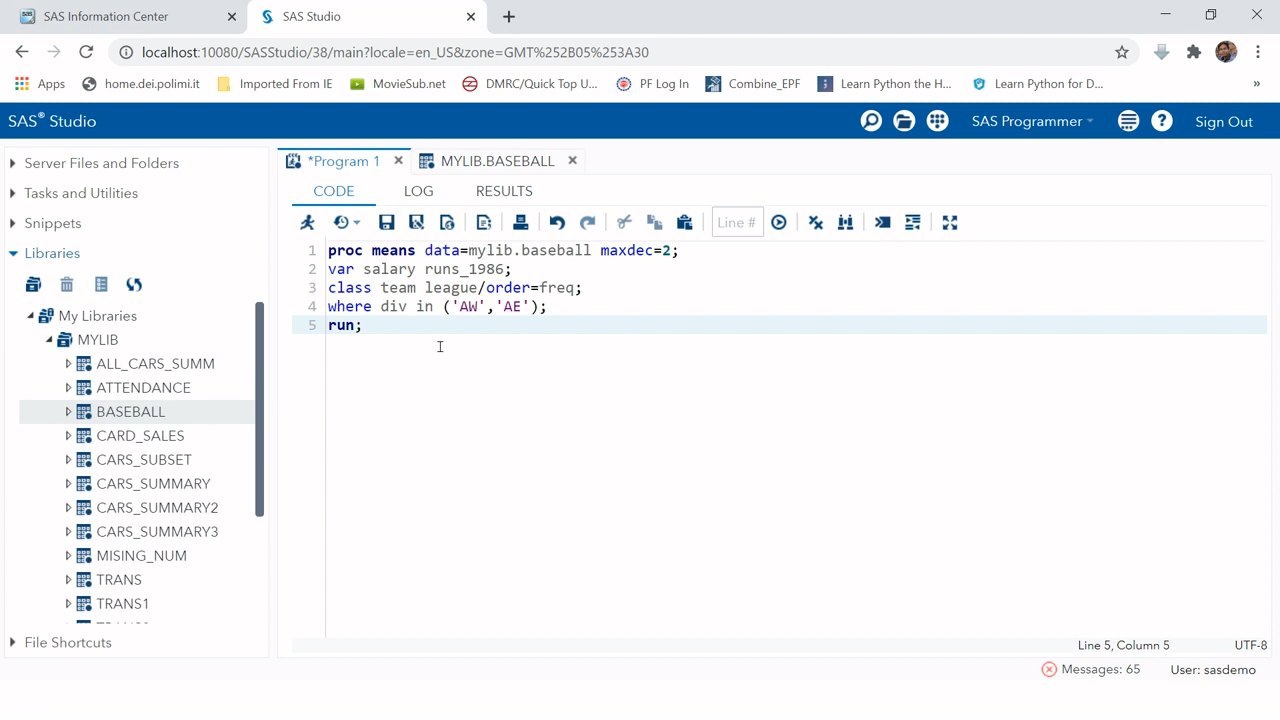 SAS Information Center
SAS Studio
localhost:10080/SASStudio/38/main?locale=en_US&zone=GMT%252B05%253A30
Apps
home.dei.polimi.it
Imported From IE
MovieSub.net
DMRC/Quick Top U...
PF Log In
Combine_EPF
Learn Python the H...
Learn Python for D...
»
SAS® Studio
SAS Programmer
Sign Out
Server Files and Folders
Tasks and Utilities
Snippets
Libraries
My Libraries
MYLIB
ALL_CARS_SUMM
ATTENDANCE
BASEBALL
CARD_SALES
CARS_SUBSET
CARS_SUMMARY
CARS_SUMMARY2
CARS_SUMMARY3
MISING_NUM
TRANS
TRANS1
File Shortcuts
*Program 1
MYLIB.BASEBALL
CODE
LOG
RESULTS
Line #
1 proc means data=mylib.baseball maxdec=2;
2 var salary runs_1986;
3 class team league/order=freq;
4 where div in ('AW','AE');
5 run;
Line 5, Column 5
UTF-8
Messages: 65
User: sasdemo